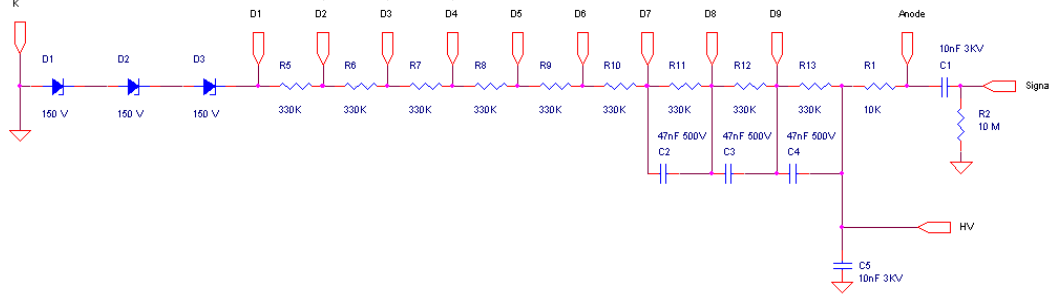 K
D1 D2 D3 D4 D5 D6 D7 D8 D9 Anode
10nF 3KV
C1
D1 D2 D3 R5 R6 R7 R8 R9 R10 R11 R12 R13 R1
Signa
150 V 150 V 150 V 330K 330K 330K 330K 330K 330K 330K 330K 330K 10K
R2
10 M
47nF 500V 47nF 500V 47nF 500V
C2 C3 C4
HV
C5
10nF 3KV